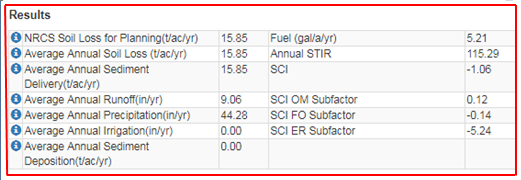 Results
NRCS Soil Loss for Planning(t/ac/yr) 15.85 Fuel (gal/a/yr) 5.21
Average Annual Soil Loss (t/ac/yr) 15.85 Annual STIR 115.29
Average Annual Sediment 15.85 SCI -1.06
Delivery(t/ac/yr)
Average Annual Runoff(in/yr) 9.06 SCI OM Subfactor 0.12
Average Annual Precipitation(in/yr) 44.28 SCI FO Subfactor -0.14
Average Annual Irrigation(in/yr) 0.00 SCI ER Subfactor -5.24
Average Annual Sediment 0.00
Deposition(t/ac/yr)